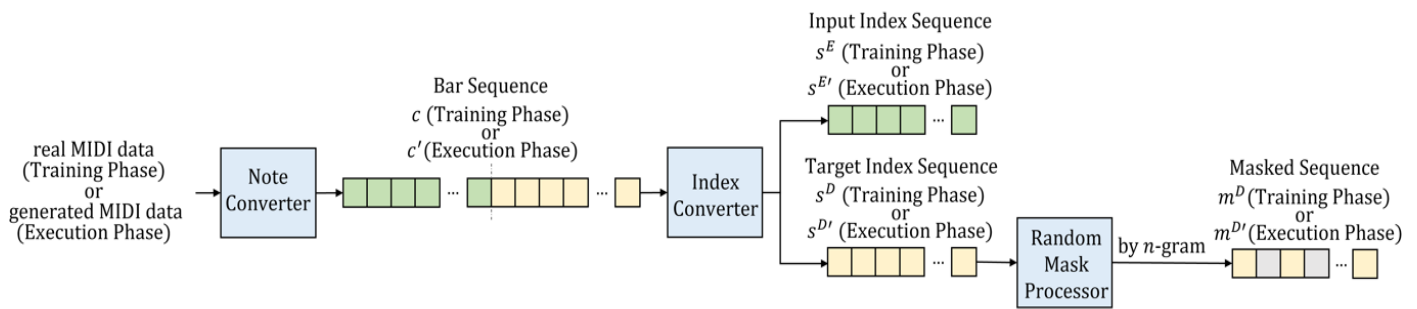 real MIDI data
(Training Phase)
or
generated MIDI data
(Execution Phase)
Note
Converter
Bar Sequence
c (Training Phase)
or
c′(Execution Phase)
...
...
Index
Converter
Input Index Sequence
s^E (Training Phase)
or
s^E′ (Execution Phase)
...
Target Index Sequence
s^D (Training Phase)
or
s^D′ (Execution Phase)
...
Random
Mask
Processor
by n-gram
Masked Sequence
m^D(Training Phase)
or
m^D′(Execution Phase)
...